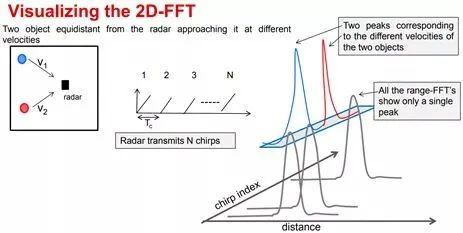 Visualizing the 2D-FFT
Two object equidistant from the radar approaching it at different
velocities
V1
radar
V2
1 2 3 N
Tc
Radar transmits N chirps
Two peaks corresponding
to the different velocities of
the two objects
All the range-FFT's
show only a single
peak
chirp index
distance